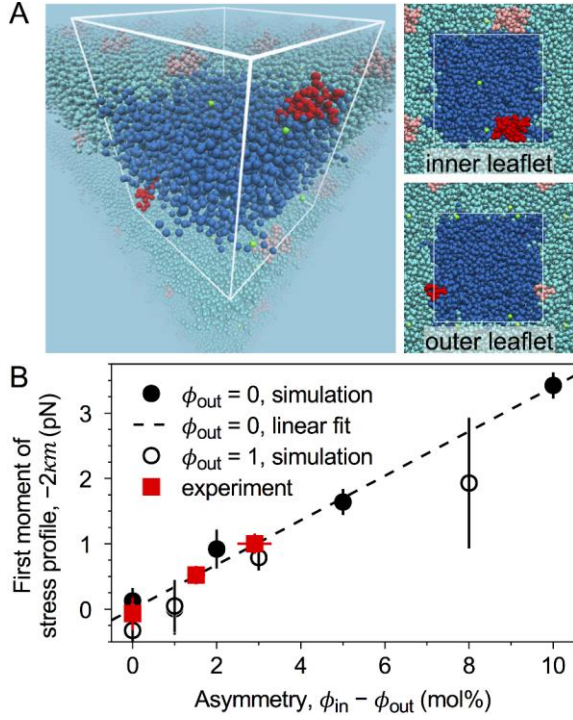 A
inner leaflet
outer leaflet
B
First moment of
stress profile, −2κm (pN)
3
2
1
0
ϕout = 0, simulation
ϕout = 0, linear fit
ϕout = 1, simulation
experiment
0
2
4
6
8
10
Asymmetry, ϕin − ϕout (mol%)